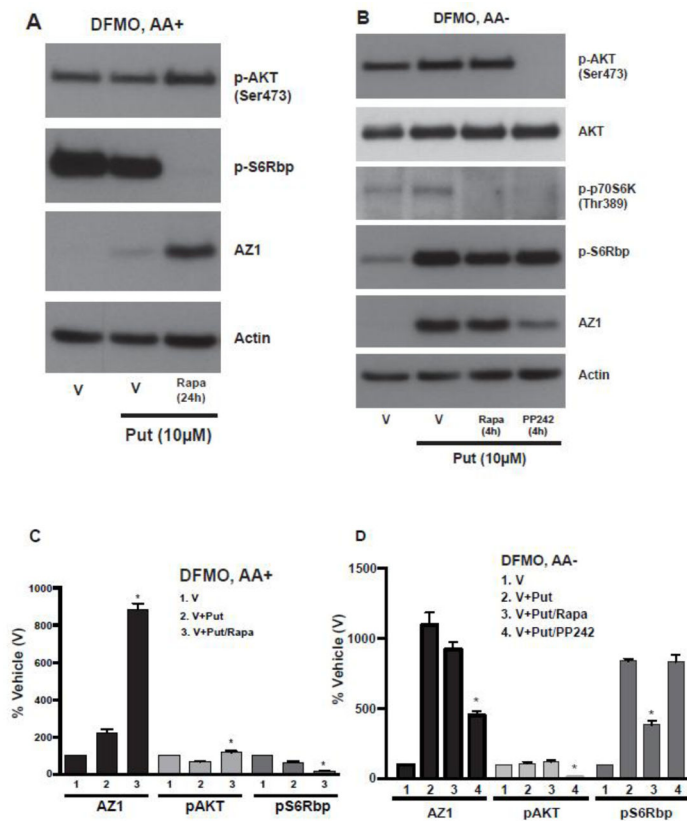 A
DFMO, AA+
p-AKT
(Ser473)
p-S6Rbp
AZ1
Actin
V
V
Rapa
(24h)
Put (10µM)
B
DFMO, AA-
p-AKT
(Ser473)
AKT
p-p70S6K
(Thr389)
p-S6Rbp
AZ1
Actin
V
V
Rapa
(4h)
PP242
(4h)
Put (10µM)
C
DFMO, AA+
1. V
2. V+Put
3. V+Put/Rapa
% Vehicle (V)
1000
800
600
400
200
0
*
*
*
1 2 3 1 2 3 1 2 3
AZ1 pAKT pS6Rbp
D
DFMO, AA-
1. V
2. V+Put
3. V+Put/Rapa
4. V+Put/PP242
% Vehicle (V)
1500
1000
500
0
*
*
*
1 2 3 4 1 2 3 4 1 2 3 4
AZ1 pAKT pS6Rbp